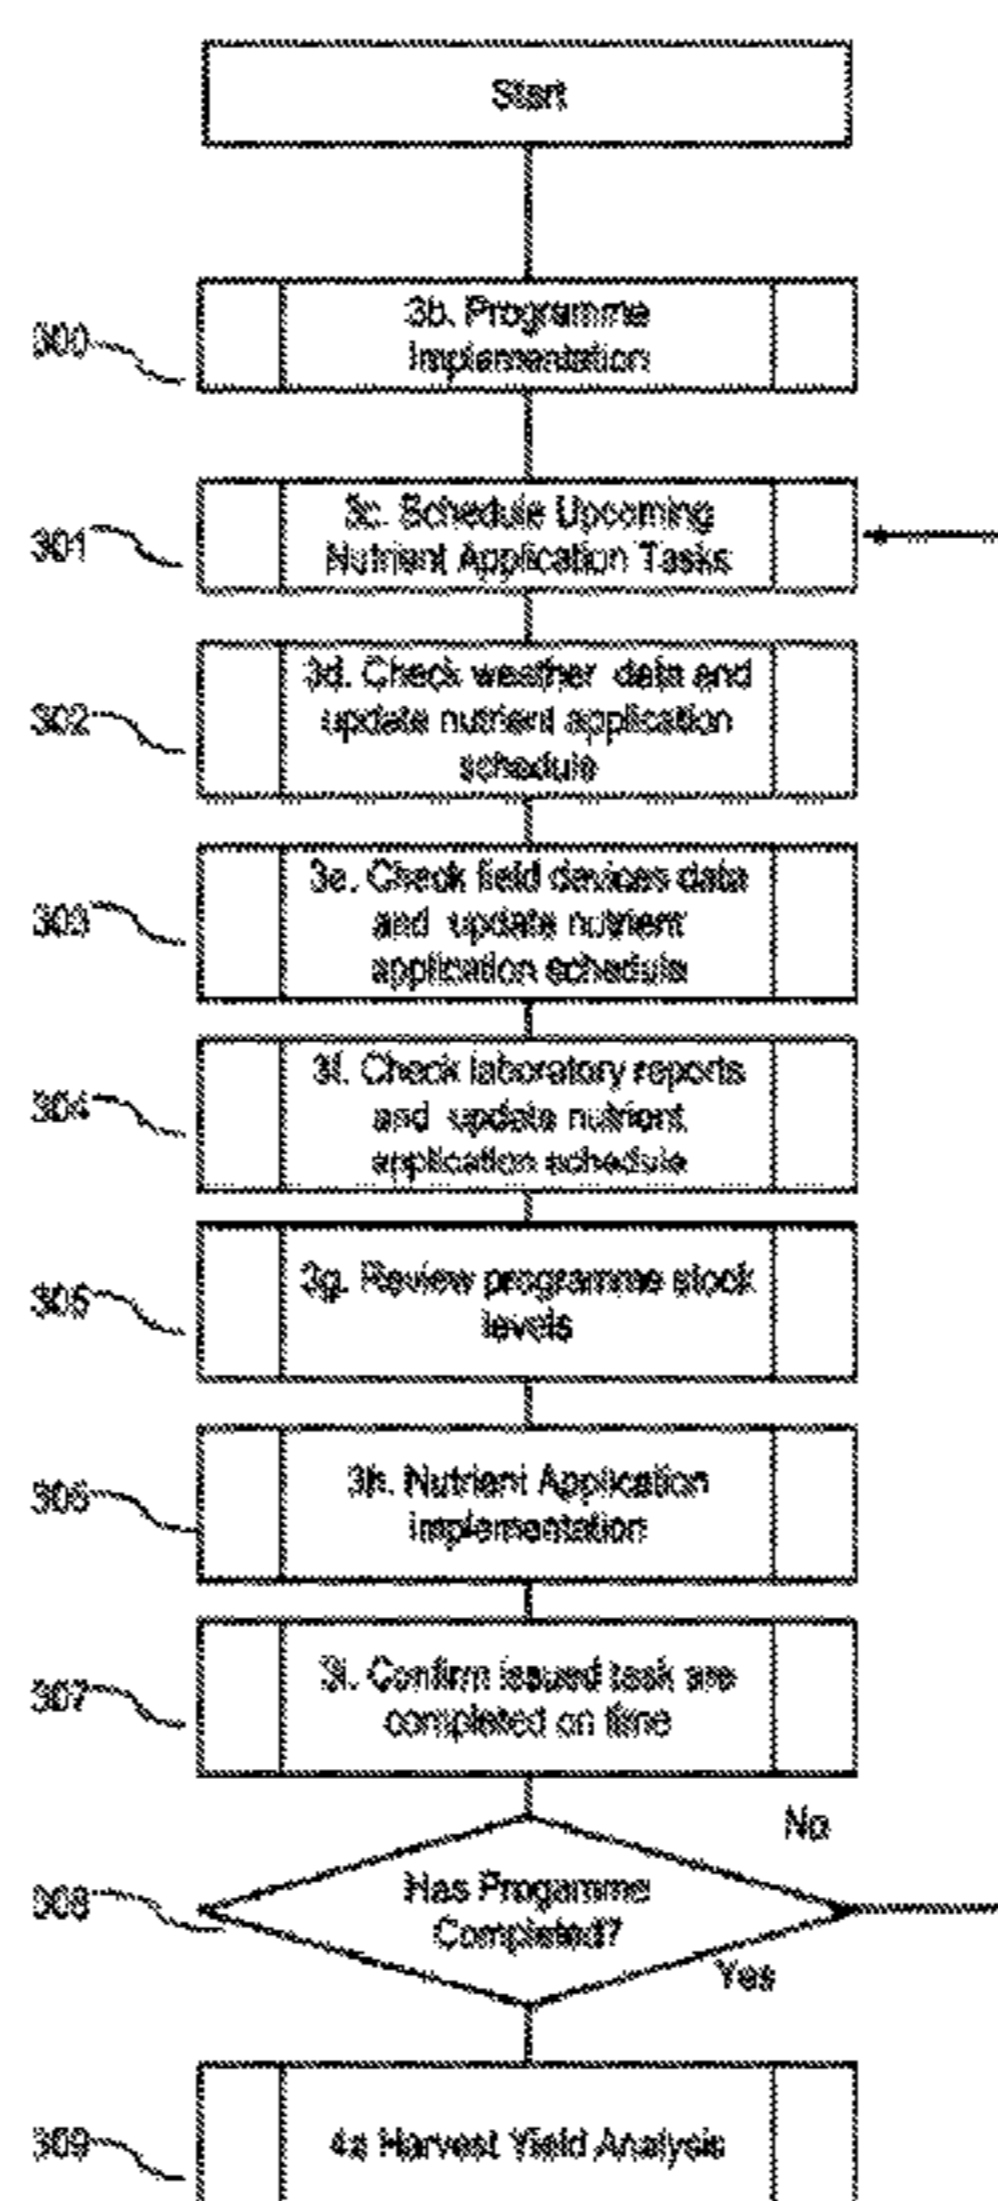 Start
300
3b. Programme
Implementation
301
3c. Schedule Upcoming
Nutrient Application Tasks
302
3d. Check weather data and
update nutrient application
schedule
303
3e. Check field devices data
and update nutrient
application schedule
304
3f. Check laboratory reports
and update nutrient
application schedule
305
3g. Review programme stock
levels
306
3h. Nutrient Application
Implementation
307
3i. Confirm issued task are
completed on time
No
308
Has Progamme
Completed?
Yes
309
4a Harvest Yield Analysis